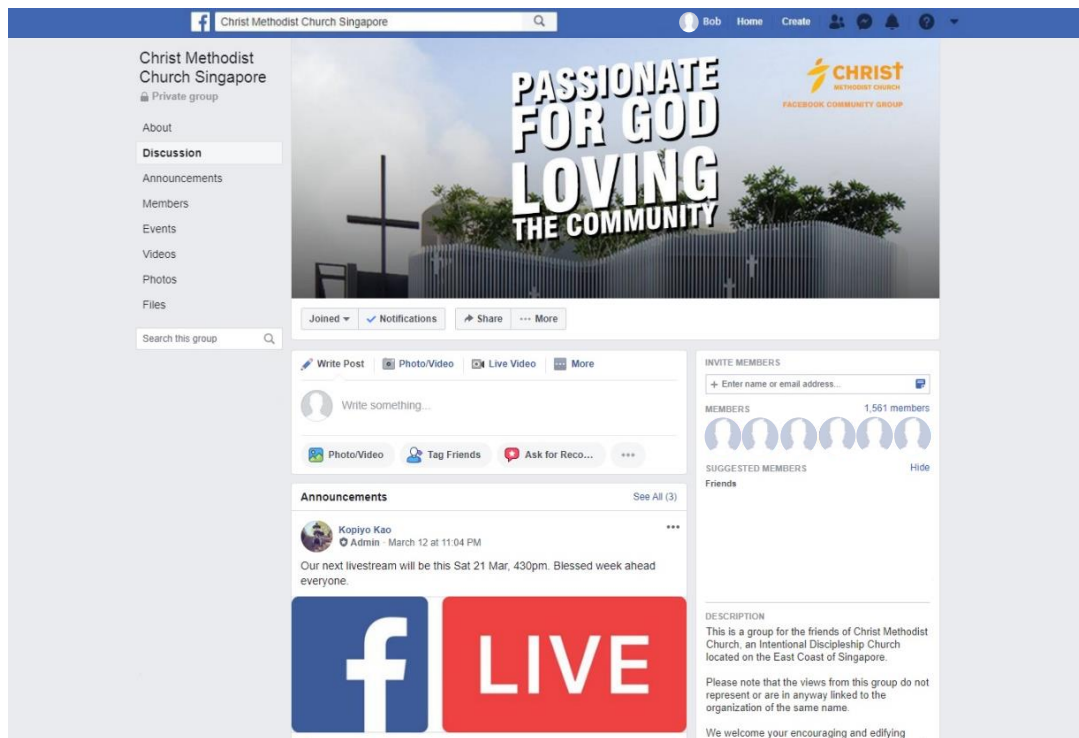 Christ Methodist Church Singapore
Bob Home Create
Christ Methodist
Church Singapore
Private group
About
Discussion
Announcements
Members
Events
Videos
Photos
Files
Search this group
PASSIONATE
FOR GOD
LOVING
THE COMMUNITY
CHRIST
METHODIST CHURCH
FACEBOOK COMMUNITY GROUP
Joined Notifications Share More
Write Post Photo/Video Live Video More
Write something...
Photo/Video Tag Friends Ask for Reco...
Announcements See All (3)
Kopiyo Kao
Admin · March 12 at 11:04 PM
Our next livestream will be this Sat 21 Mar, 430pm. Blessed week ahead
everyone.
f LIVE
INVITE MEMBERS
+ Enter name or email address...
MEMBERS 1,561 members
SUGGESTED MEMBERS Hide
Friends
DESCRIPTION
This is a group for the friends of Christ Methodist
Church, an Intentional Discipleship Church
located on the East Coast of Singapore.
Please note that the views from this group do not
represent or are in anyway linked to the
organization of the same name.
We welcome your encouraging and edifying